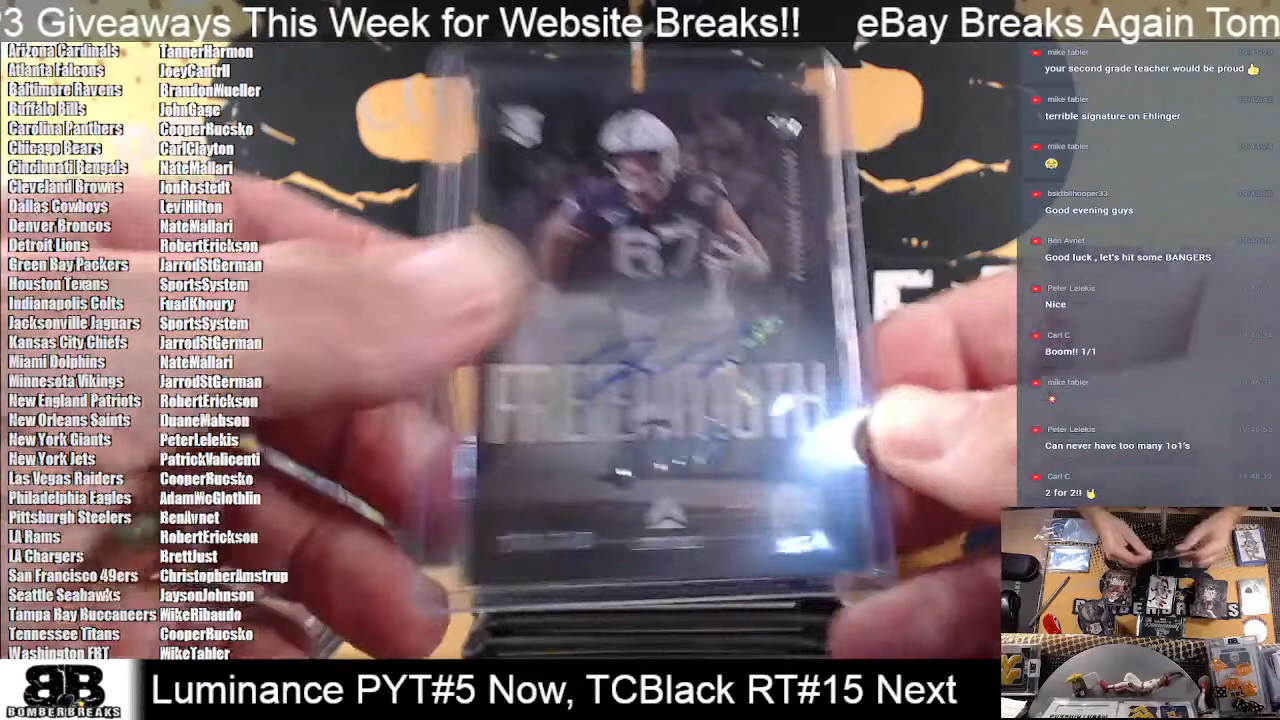 3 Giveaways This Week for Website Breaks!! eBay Breaks Again Tom
Arizona Cardinals TannerHarmon
Atlanta Falcons JoeyCantrll
Baltimore Ravens BrandonMueller
Buffalo Bills JohnGage
Carolina Panthers CooperRucsko
Chicago Bears CarlClayton
Cincinnati Bengals NateMallari
Cleveland Browns JonRostedt
Dallas Cowboys LeviHilton
Denver Broncos NateMallari
Detroit Lions RobertErickson
Green Bay Packers JarrodStGerman
Houston Texans SportsSystem
Indianapolis Colts FuadKhoury
Jacksonville Jaguars SportsSystem
Kansas City Chiefs JarrodStGerman
Miami Dolphins NateMallari
Minnesota Vikings JarrodStGerman
New England Patriots RobertErickson
New Orleans Saints DuaneMabson
New York Giants PeterLelekis
New York Jets PatrickValicenti
Las Vegas Raiders CooperRucsko
Philadelphia Eagles AdamMcGlothlin
Pittsburgh Steelers BenAvnet
LA Rams RobertErickson
LA Chargers BrettJust
San Francisco 49ers ChristopherAmstrup
Seattle Seahawks JaysonJohnson
Tampa Bay Buccaneers MikeRibaudo
Tennessee Titans CooperRucsko
Washington FBT MikeTabler
67
mike tabler
your second grade teacher would be proud
mike tabler
terrible signature on Ehlinger
mike tabler
bsktbllhooper33
Good evening guys
Ben Avnet
Good luck , let's hit some BANGERS
Peter Lelekis
Nice
Carl C
Boom!! 1/1
mike tabler
Peter Lelekis
Can never have too many 1o1's
Carl C
2 for 2!!
BOMBERBREAKS
Luminance PYT#5 Now, TCBlack RT#15 Next